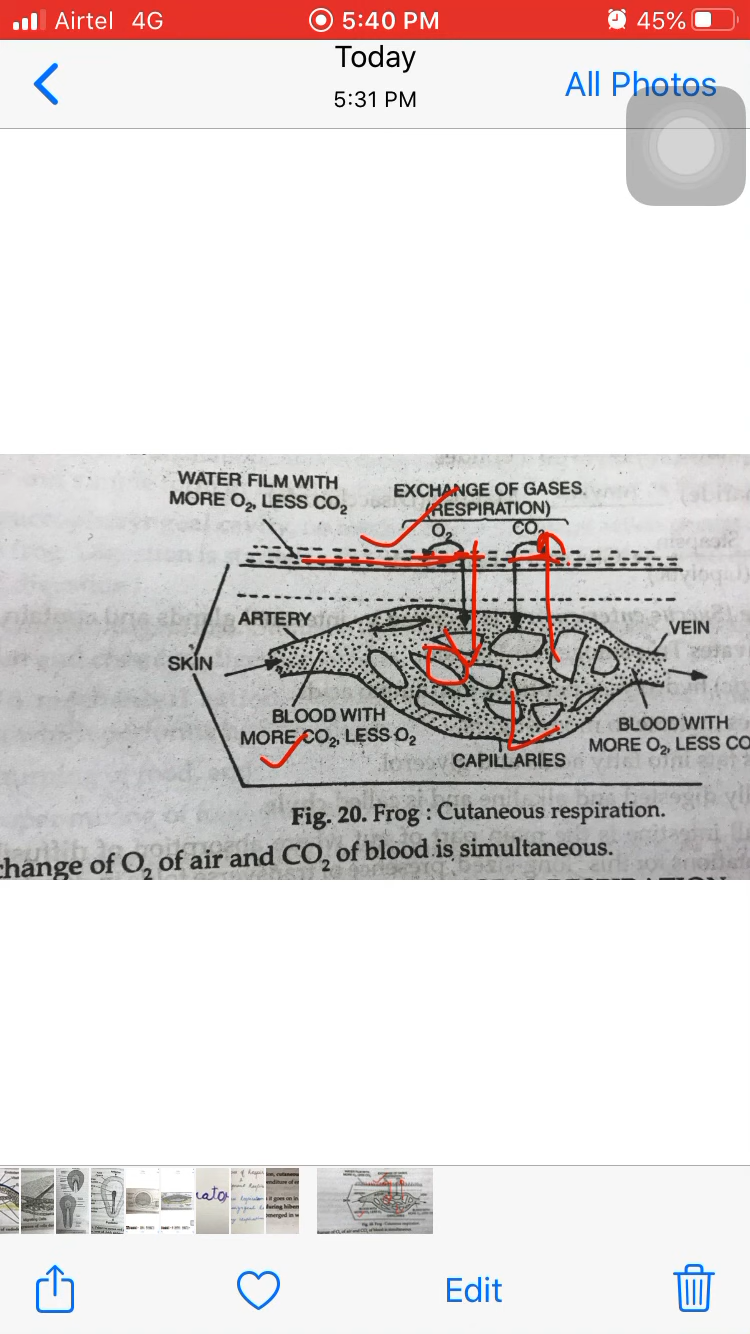 Airtel 4G 5:40 PM 45%
Today
5:31 PM
All Photos
WATER FILM WITH
MORE O₂, LESS CO₂
EXCHANGE OF GASES
(RESPIRATION)
O₂ CO₂
ARTERY
VEIN
SKIN
BLOOD WITH
MORE CO₂, LESS O₂
BLOOD WITH
MORE O₂, LESS CO
CAPILLARIES
Fig. 20. Frog : Cutaneous respiration.
change of O₂ of air and CO₂ of blood is simultaneous.
Edit